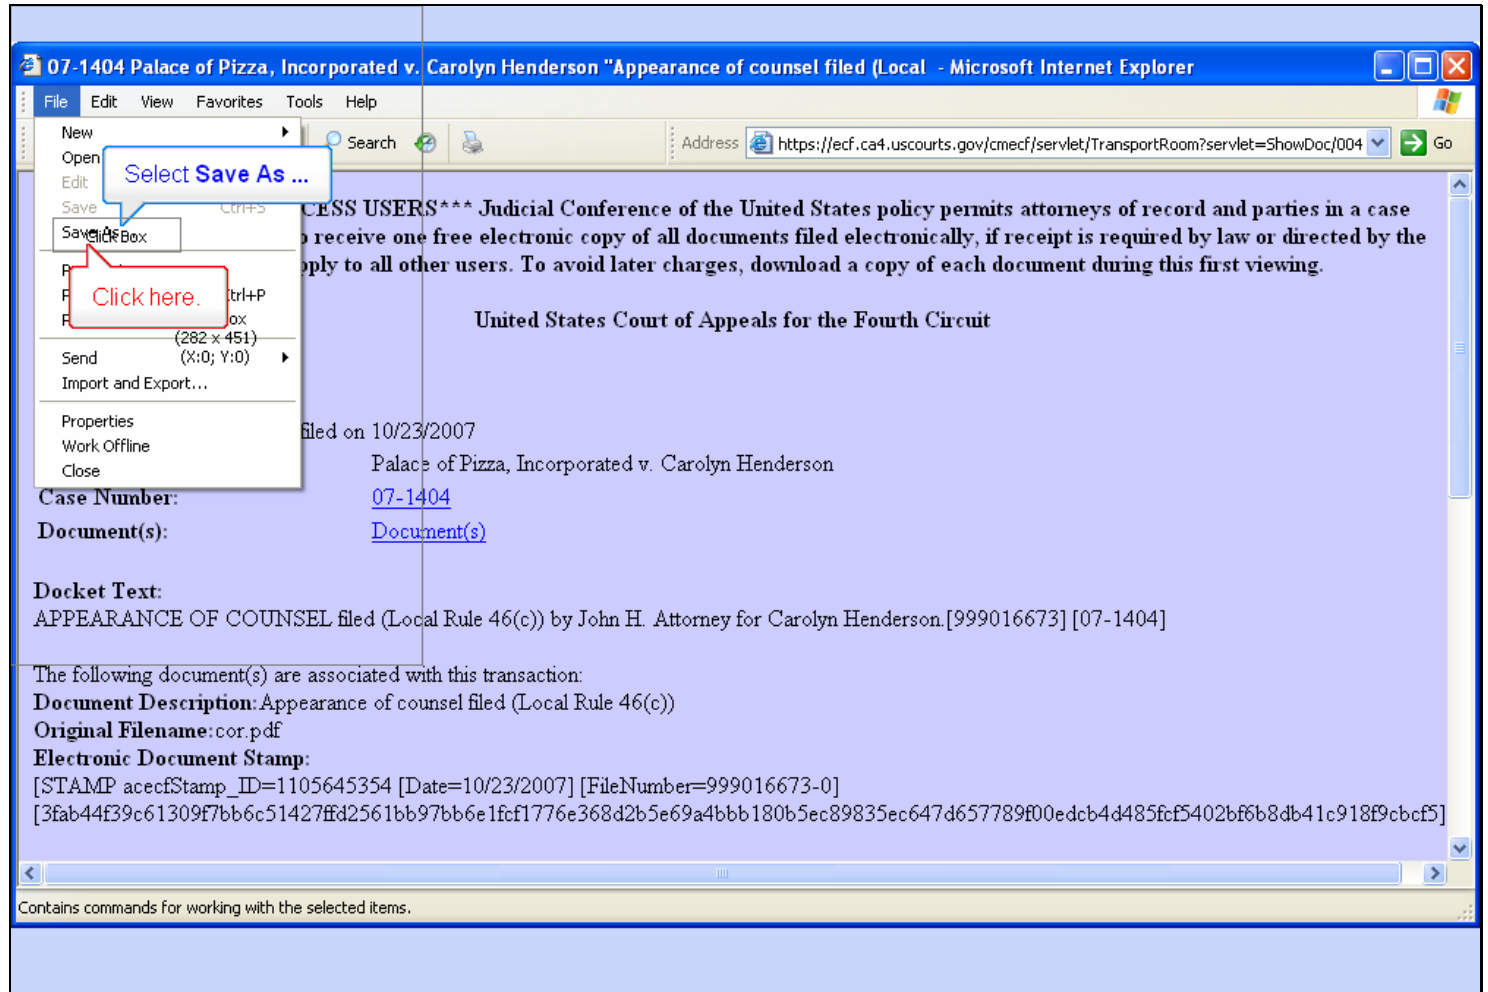 07-1404 Palace of Pizza, Incorporated v. Carolyn Henderson "Appearance of counsel filed (Local - Microsoft Internet Explorer
File Edit View Favorites Tools Help
Search Address https://ecf.ca4.uscourts.gov/cmecf/servlet/TransportRoom?servlet=ShowDoc/004 Go
New
Open
Select Save As ...
Edit
Save Ctrl+S
Save As
Click Box
Click here.
Ctrl+P
(282 x 451)
(X:0; Y:0)
Send
Import and Export...
Properties
Work Offline
Close
CESS USERS*** Judicial Conference of the United States policy permits attorneys of record and parties in a case
receive one free electronic copy of all documents filed electronically, if receipt is required by law or directed by the
pply to all other users. To avoid later charges, download a copy of each document during this first viewing.
United States Court of Appeals for the Fourth Circuit
filed on 10/23/2007
Palace of Pizza, Incorporated v. Carolyn Henderson
Case Number: 07-1404
Document(s): Document(s)
Docket Text:
APPEARANCE OF COUNSEL filed (Local Rule 46(c)) by John H. Attorney for Carolyn Henderson.[999016673] [07-1404]
The following document(s) are associated with this transaction:
Document Description:Appearance of counsel filed (Local Rule 46(c))
Original Filename:cor.pdf
Electronic Document Stamp:
[STAMP acecfStamp_ID=1105645354 [Date=10/23/2007] [FileNumber=999016673-0]
[3fab44f39c61309f7bb6c51427ffd2561bb97bb6e1fcf1776e368d2b5e69a4bbb180b5ec89835ec647d657789f00edcb4d485fcf5402bf6b8db41c918f9cbcf5]
Contains commands for working with the selected items.